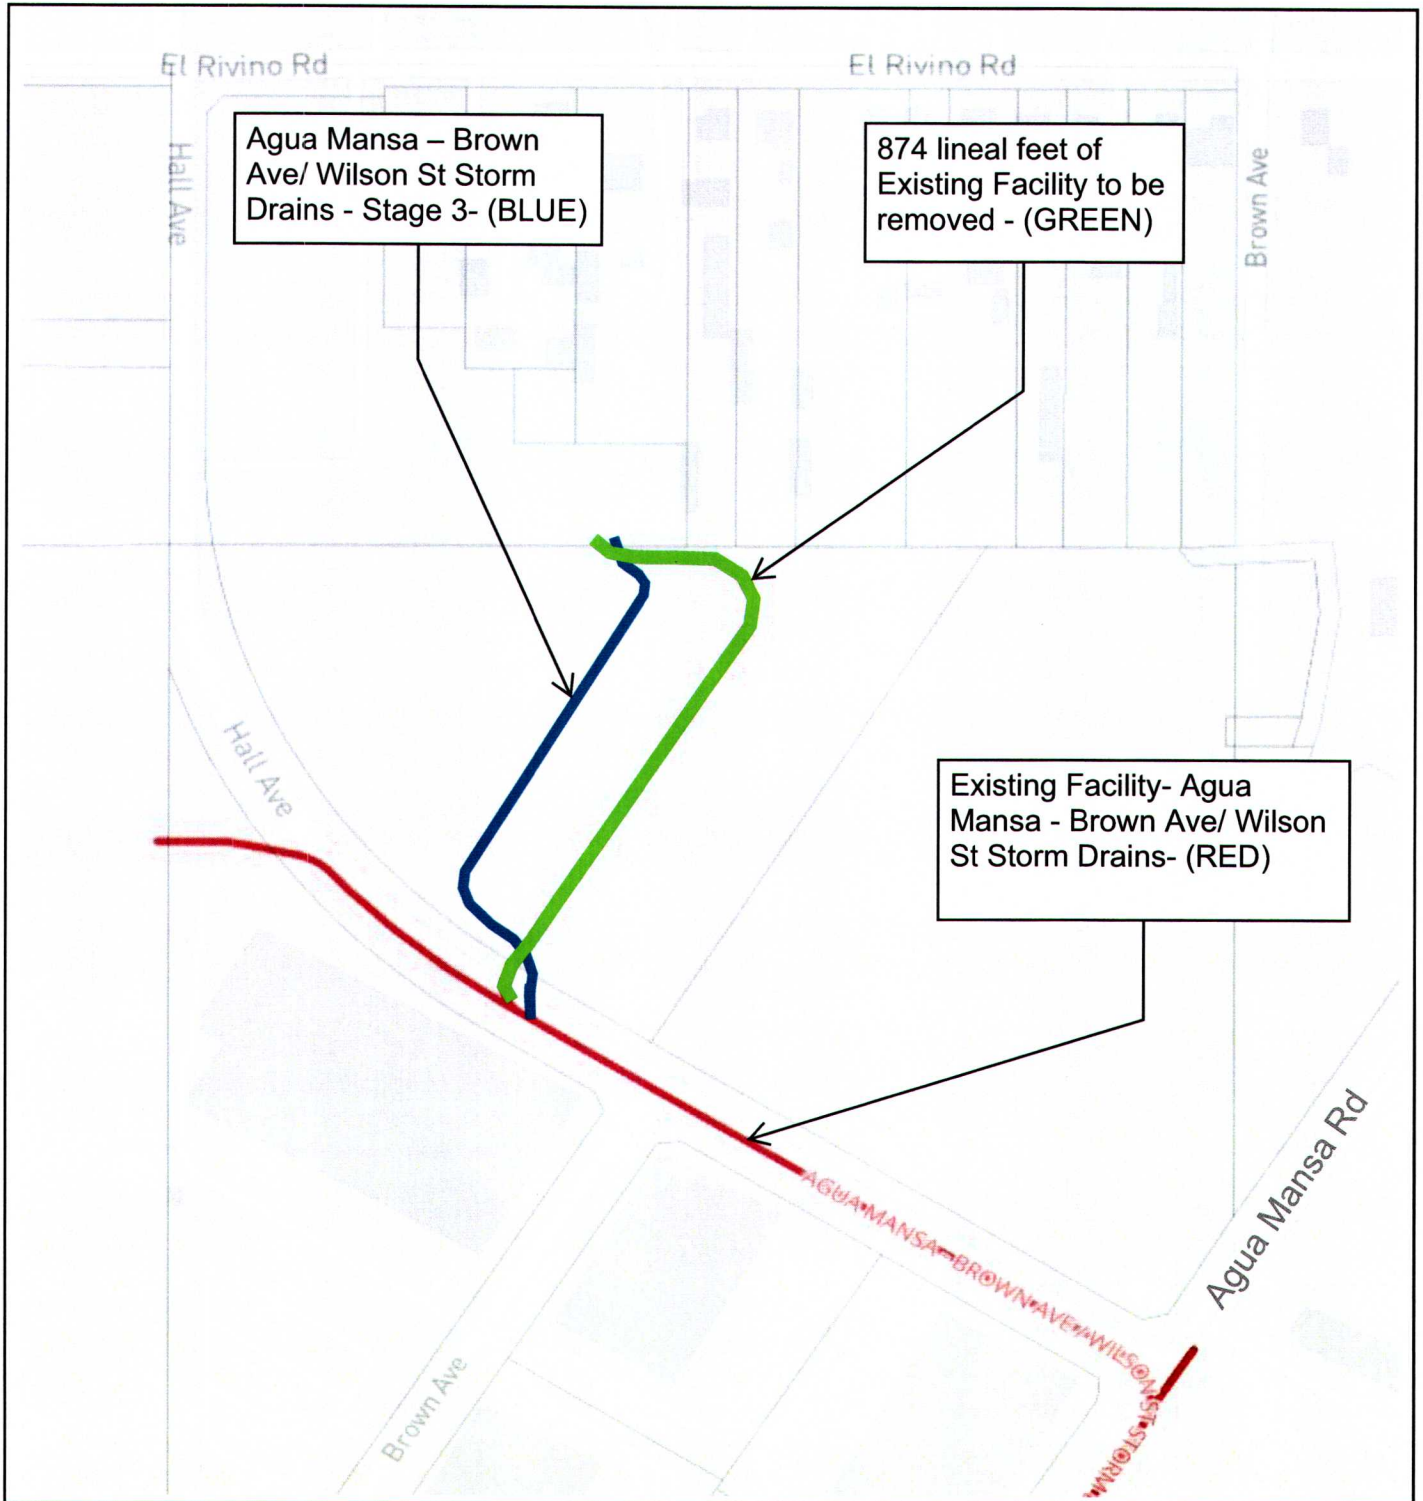 El Rivino Rd
El Rivino Rd
Hall Ave
Agua Mansa – Brown
Ave/ Wilson St Storm
Drains - Stage 3- (BLUE)
874 lineal feet of
Existing Facility to be
removed - (GREEN)
Brown Ave
Hall Ave
Existing Facility- Agua
Mansa - Brown Ave/ Wilson
St Storm Drains- (RED)
Agua Mansa Rd
AGUA MANSA - BROWN AVE / WILSON ST STORM
Brown Ave